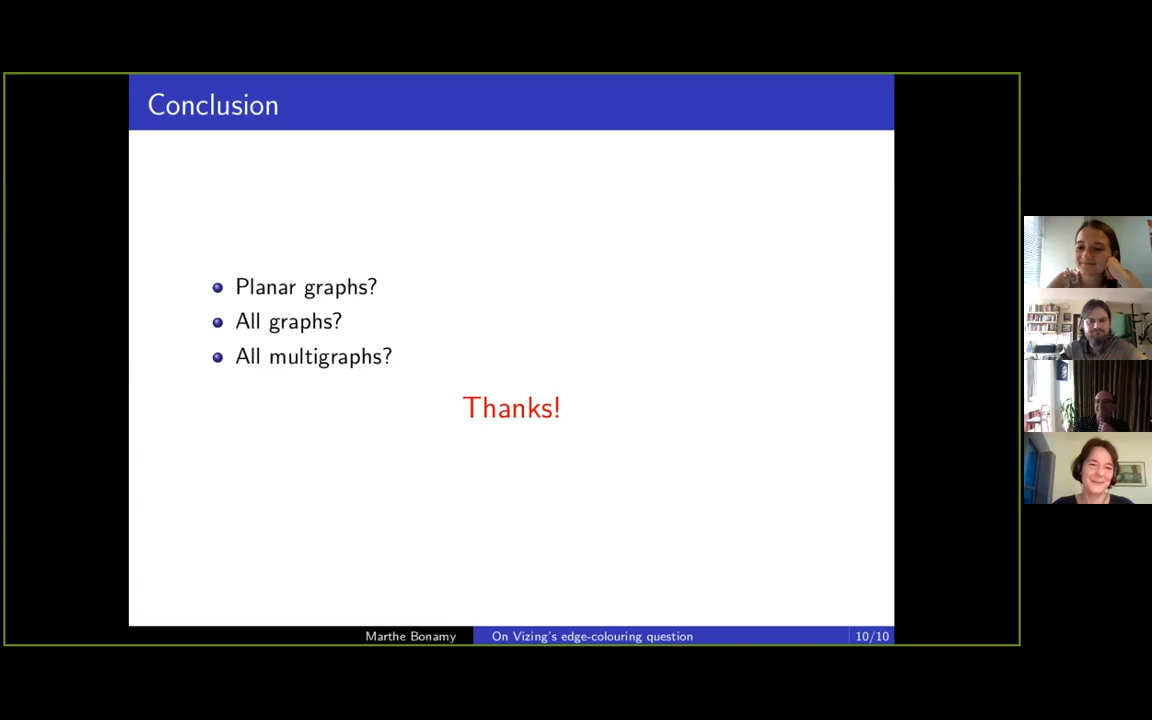 Conclusion
Planar graphs?
All graphs?
All multigraphs?
Thanks!
Marthe Bonamy
On Vizing's edge-colouring question
10/10